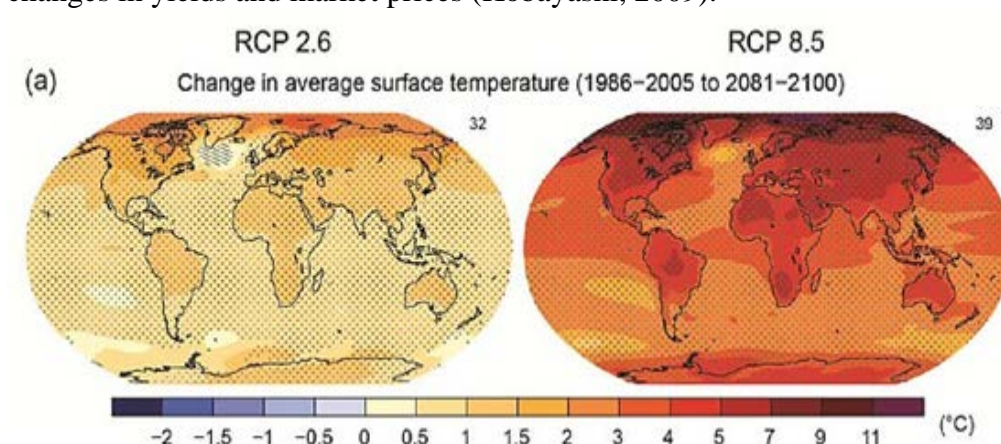 changes in yields and market prices (Kobayashi, 2009).
RCP 2.6 RCP 8.5
(a) Change in average surface temperature (1986−2005 to 2081−2100)
32 39
−2 −1.5 −1 −0.5 0 0.5 1 1.5 2 3 4 5 7 9 11 (°C)